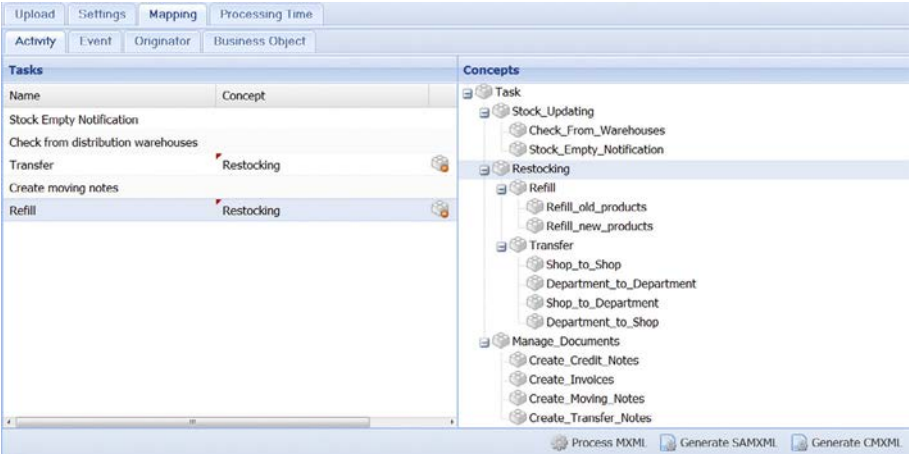 Upload Settings Mapping Processing Time
Activity Event Originator Business Object
Tasks
Name Concept
Stock Empty Notification
Check from distribution warehouses
Transfer Restocking
Create moving notes
Refill Restocking
Concepts
Task
Stock_Updating
Check_From_Warehouses
Stock_Empty_Notification
Restocking
Refill
Refill_old_products
Refill_new_products
Transfer
Shop_to_Shop
Department_to_Department
Shop_to_Department
Department_to_Shop
Manage_Documents
Create_Credit_Notes
Create_Invoices
Create_Moving_Notes
Create_Transfer_Notes
Process MXML Generate SAMXML Generate CMXML